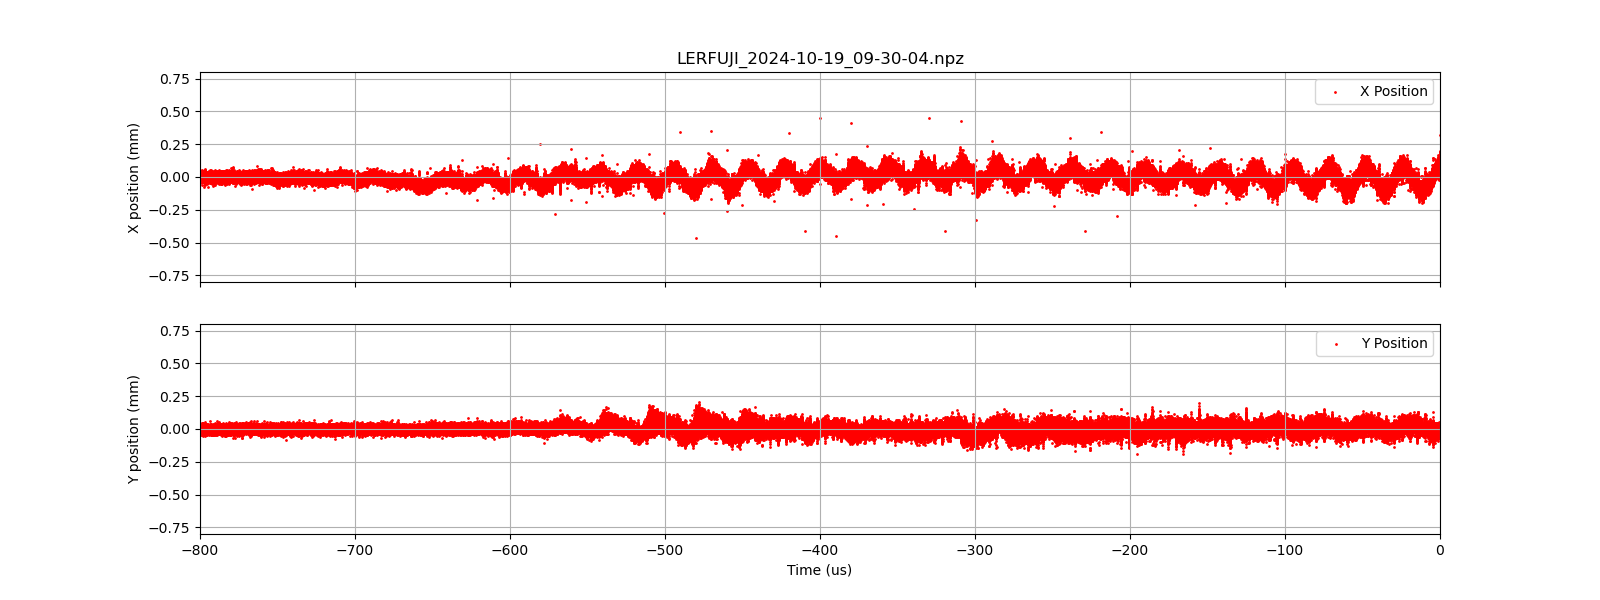 LERFUJI_2024-10-19_09-30-04.npz
X position (mm)
0.75
0.50
0.25
0.00
−0.25
−0.50
−0.75
X Position
Y position (mm)
0.75
0.50
0.25
0.00
−0.25
−0.50
−0.75
Y Position
−800 −700 −600 −500 −400 −300 −200 −100 0
Time (us)